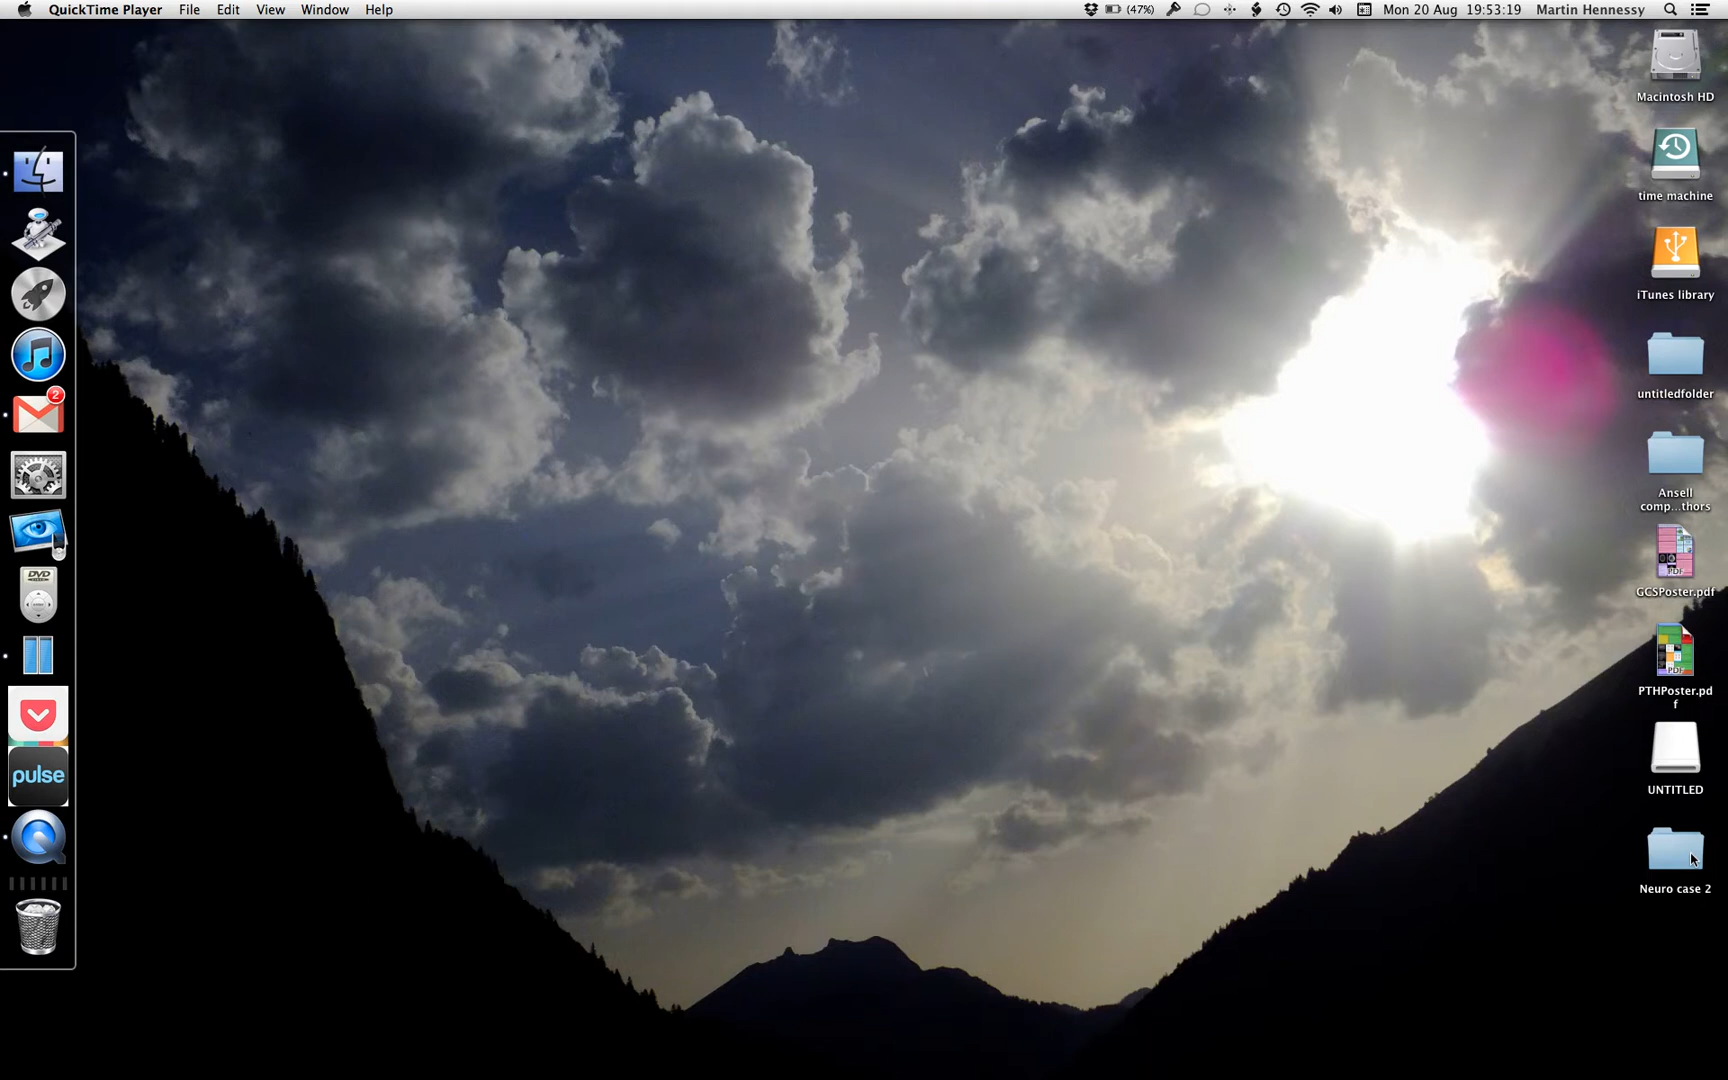 QuickTime Player File Edit View Window Help (47%) Mon 20 Aug 19:53:19 Martin Hennessy
Macintosh HD
time machine
iTunes library
untitledfolder
Ansell
comp...thors
GCSPoster.pdf
PTHPoster.pd
f
UNTITLED
Neuro case 2
2
DVD
pulse